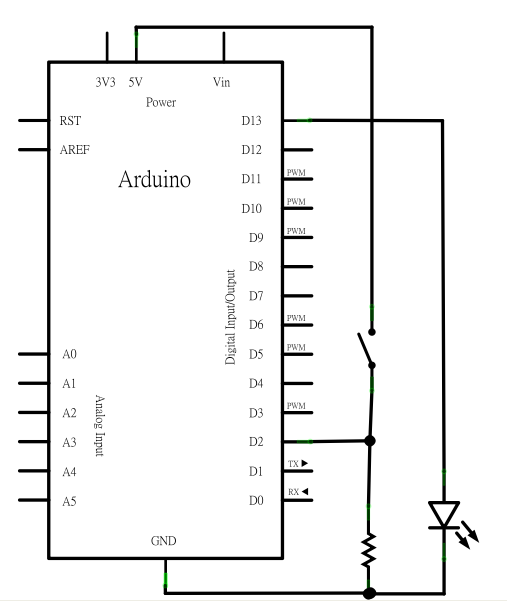 3V3 5V Vin
Power
RST D13
AREF D12
Arduino
D11 PWM
D10 PWM
D9 PWM
D8
D7
Digital Input/Output
D6 PWM
A0 D5 PWM
A1 D4
A2 D3 PWM
Analog Input
A3 D2
A4 D1 TX
A5 D0 RX
GND